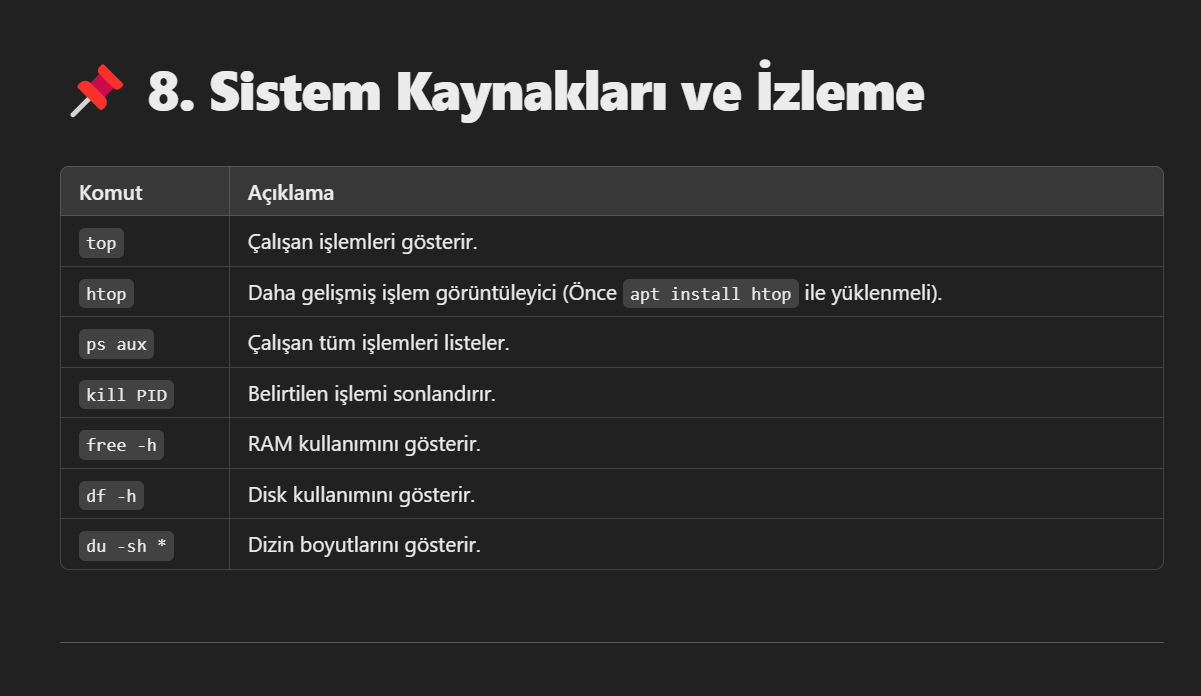 8. Sistem Kaynakları ve İzleme
Komut Açıklama
top Çalışan işlemleri gösterir.
htop Daha gelişmiş işlem görüntüleyici (Önce apt install htop ile yüklenmeli).
ps aux Çalışan tüm işlemleri listeler.
kill PID Belirtilen işlemi sonlandırır.
free -h RAM kullanımını gösterir.
df -h Disk kullanımını gösterir.
du -sh * Dizin boyutlarını gösterir.